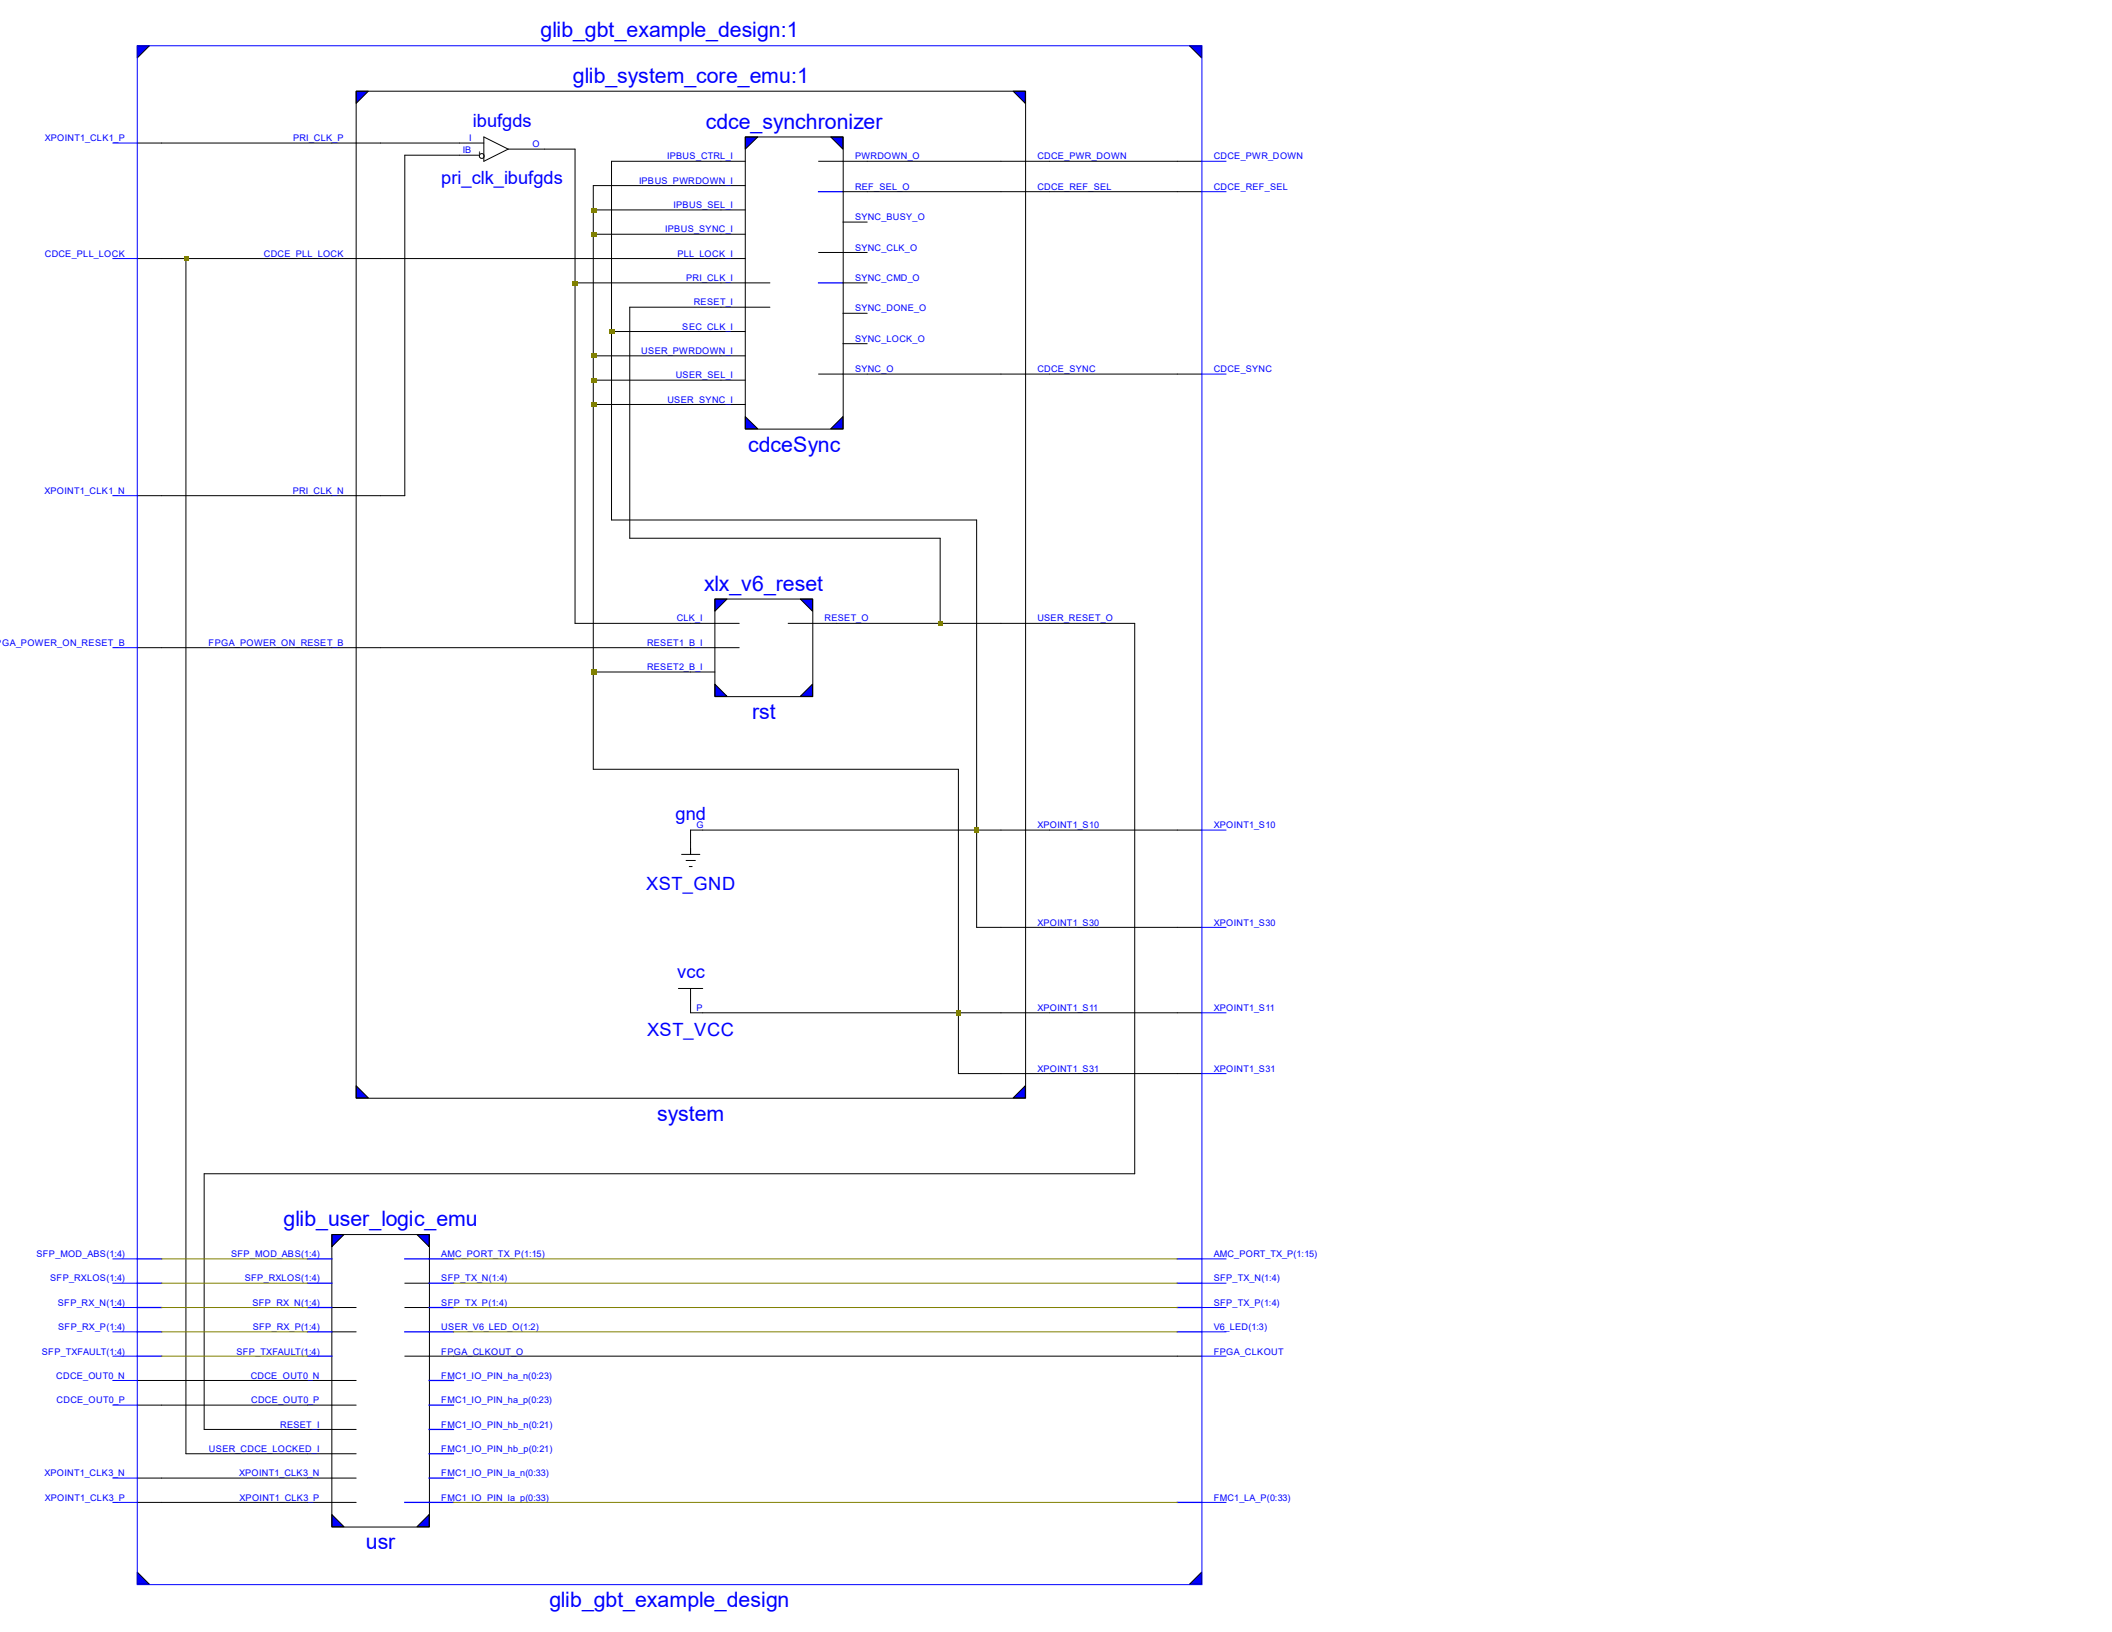 glib_gbt_example_design:1
glib_system_core_emu:1
ibufgds
cdce_synchronizer
XPOINT1_CLK1_P PRI_CLK_P I O
IB
pri_clk_ibufgds
IPBUS_CTRL_I PWRDOWN_O CDCE_PWR_DOWN CDCE_PWR_DOWN
IPBUS_PWRDOWN_I REF_SEL_O CDCE_REF_SEL CDCE_REF_SEL
IPBUS_SEL_I SYNC_BUSY_O
IPBUS_SYNC_I SYNC_CLK_O
CDCE_PLL_LOCK CDCE_PLL_LOCK PLL_LOCK_I
PRI_CLK_I SYNC_CMD_O
RESET_I SYNC_DONE_O
SEC_CLK_I SYNC_LOCK_O
USER_PWRDOWN_I
USER_SEL_I SYNC_O CDCE_SYNC CDCE_SYNC
USER_SYNC_I
cdceSync
XPOINT1_CLK1_N PRI_CLK_N
xlx_v6_reset
CLK_I RESET_O USER_RESET_O
GA_POWER_ON_RESET_B FPGA_POWER_ON_RESET_B RESET1_B_I
RESET2_B_I
rst
gnd
G XPOINT1_S10 XPOINT1_S10
XST_GND
XPOINT1_S30 XPOINT1_S30
vcc
P XPOINT1_S11 XPOINT1_S11
XST_VCC
XPOINT1_S31 XPOINT1_S31
system
glib_user_logic_emu
SFP_MOD_ABS(1:4) SFP_MOD_ABS(1:4) AMC_PORT_TX_P(1:15) AMC_PORT_TX_P(1:15)
SFP_RXLOS(1:4) SFP_RXLOS(1:4) SFP_TX_N(1:4) SFP_TX_N(1:4)
SFP_RX_N(1:4) SFP_RX_N(1:4) SFP_TX_P(1:4) SFP_TX_P(1:4)
SFP_RX_P(1:4) SFP_RX_P(1:4) USER_V6_LED_O(1:2) V6_LED(1:3)
SFP_TXFAULT(1:4) SFP_TXFAULT(1:4) FPGA_CLKOUT_O FPGA_CLKOUT
CDCE_OUT0_N CDCE_OUT0_N FMC1_IO_PIN_ha_n(0:23)
CDCE_OUT0_P CDCE_OUT0_P FMC1_IO_PIN_ha_p(0:23)
RESET_I FMC1_IO_PIN_hb_n(0:21)
USER_CDCE_LOCKED_I FMC1_IO_PIN_hb_p(0:21)
XPOINT1_CLK3_N XPOINT1_CLK3_N FMC1_IO_PIN_la_n(0:33)
XPOINT1_CLK3_P XPOINT1_CLK3_P FMC1_IO_PIN_la_p(0:33) FMC1_LA_P(0:33)
usr
glib_gbt_example_design